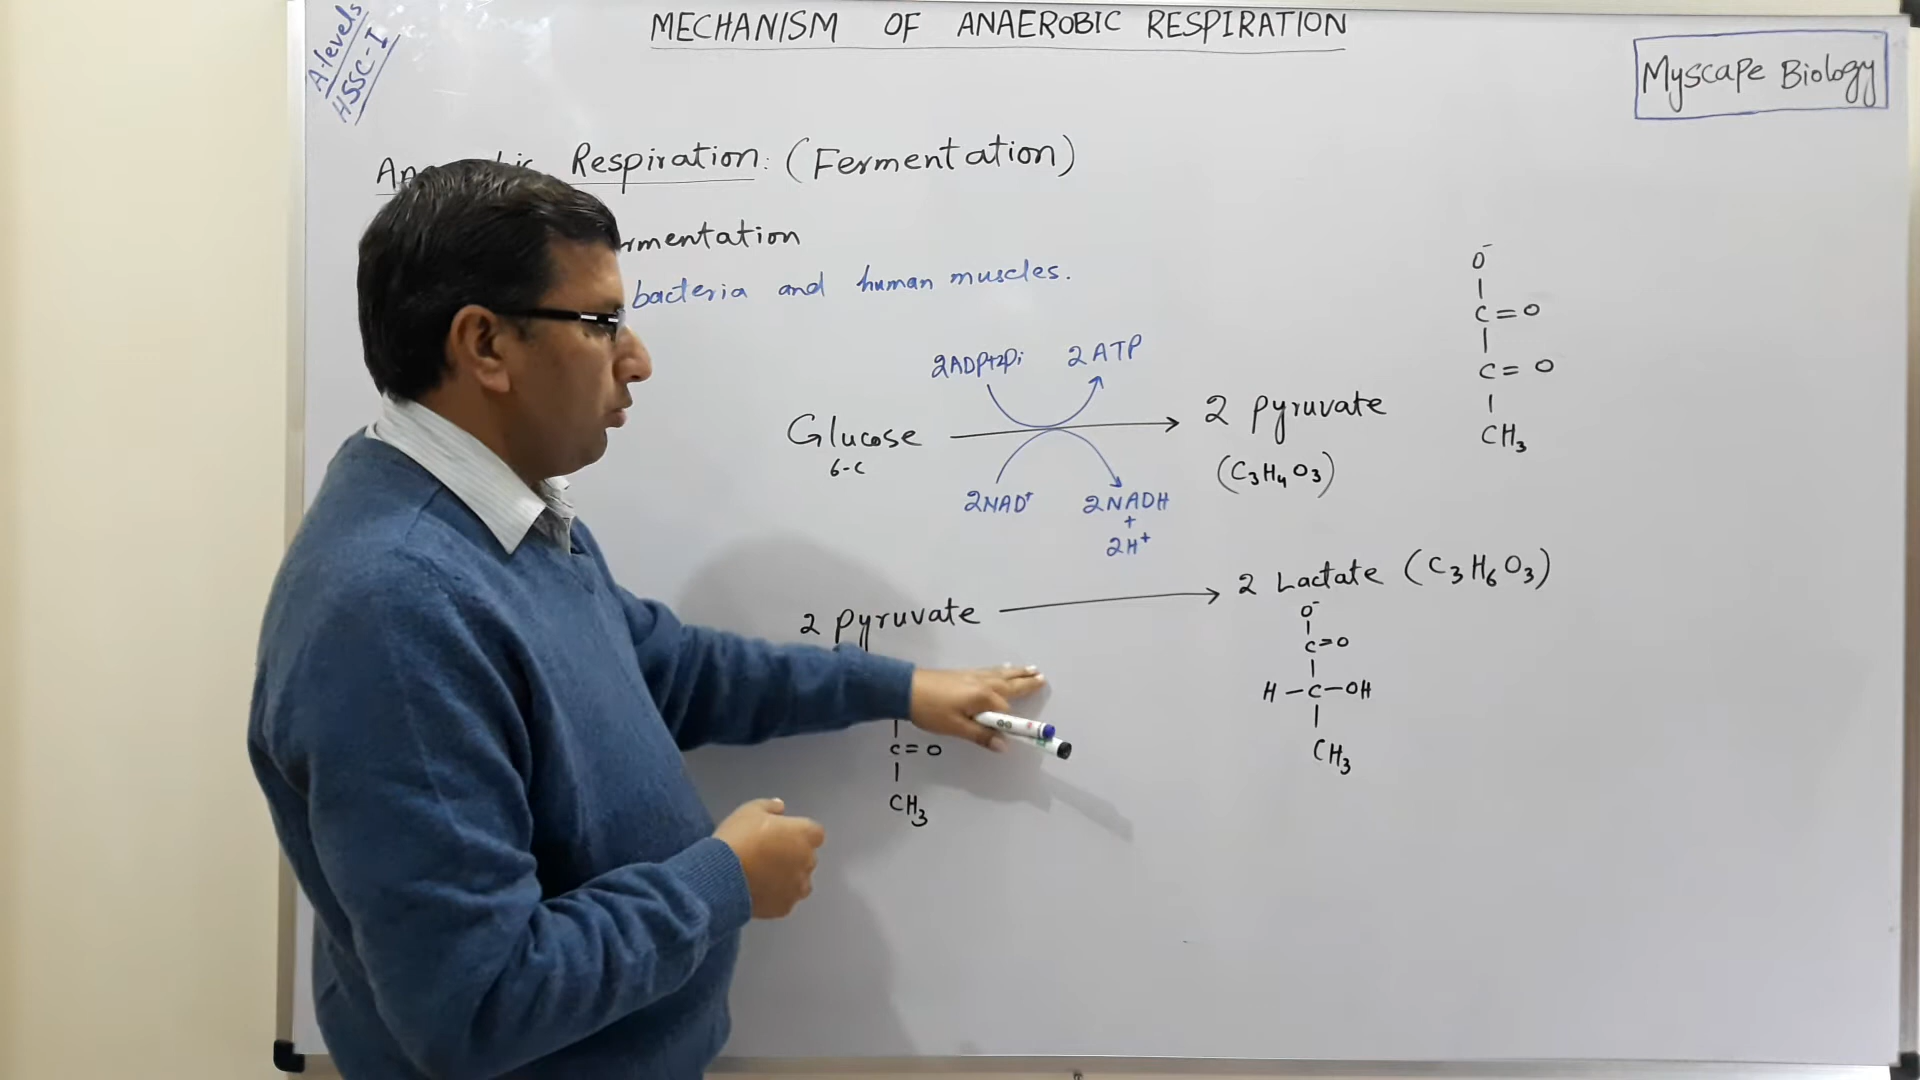 A-levels
HSSC-I
MECHANISM OF ANAEROBIC RESPIRATION
Myscape Biology
Respiration: (Fermentation)
bacteria and human muscles.
2ADP+2Pi 2ATP
Glucose
6-C
2NAD⁺ 2NADH
+
2H⁺
2 pyruvate
(C₃H₄O₃)
O⁻
C=O
C=O
CH₃
2 pyruvate
C=O
CH₃
2 Lactate (C₃H₆O₃)
O⁻
C=O
H-C-OH
CH₃